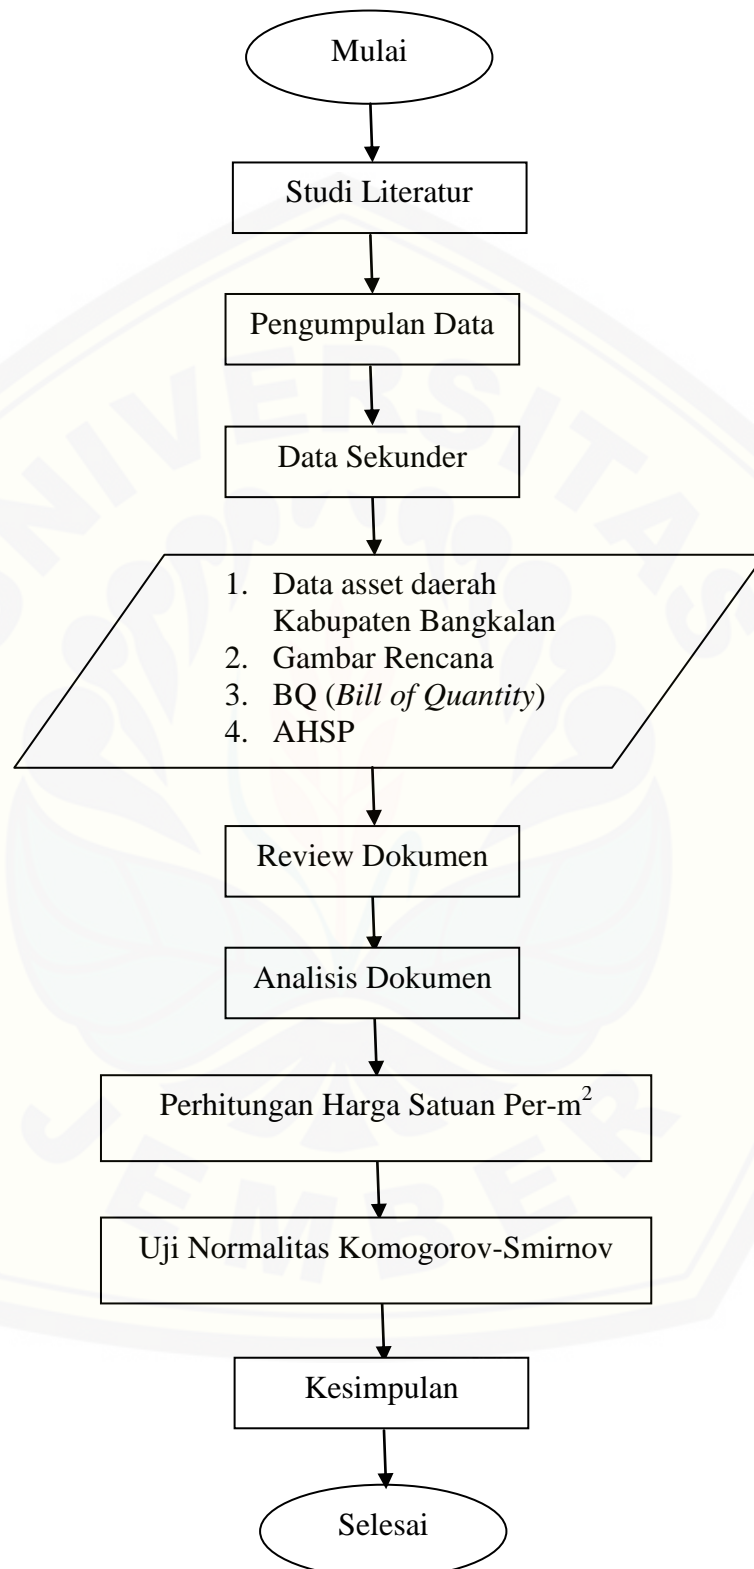 Mulai
Studi Literatur
Pengumpulan Data
Data Sekunder
1. Data asset daerah
Kabupaten Bangkalan
2. Gambar Rencana
3. BQ (Bill of Quantity)
4. AHSP
Review Dokumen
Analisis Dokumen
Perhitungan Harga Satuan Per-m²
Uji Normalitas Komogorov-Smirnov
Kesimpulan
Selesai
UNIVERSITAS
JEMBER